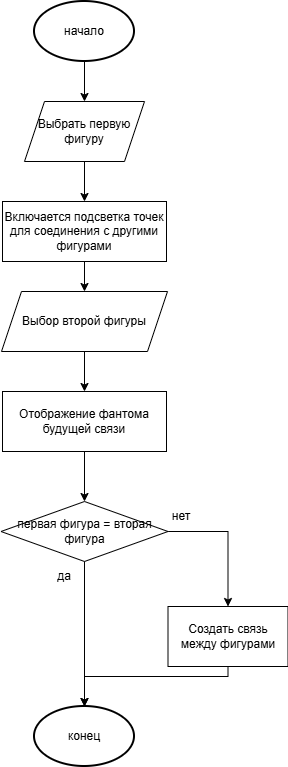 начало
Выбрать первую
фигуру
Включается подсветка точек
для соединения с другими
фигурами
Выбор второй фигуры
Отображение фантома
будущей связи
первая фигура = вторая
фигура
нет
да
Создать связь
между фигурами
конец